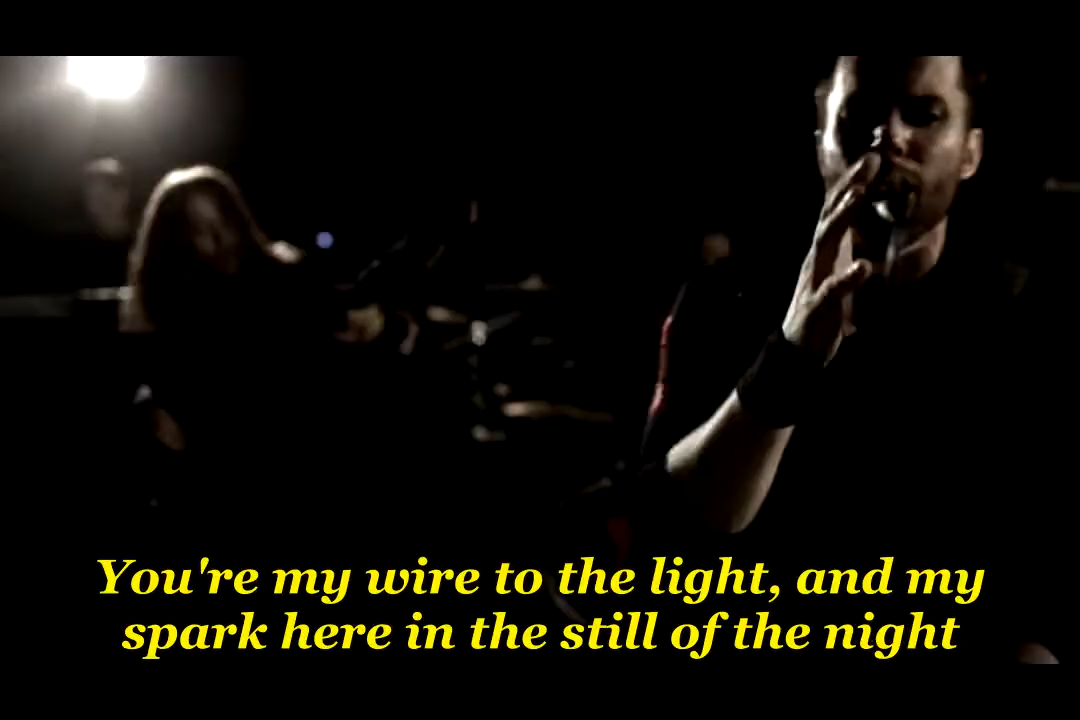 You're my wire to the light, and my
spark here in the still of the night